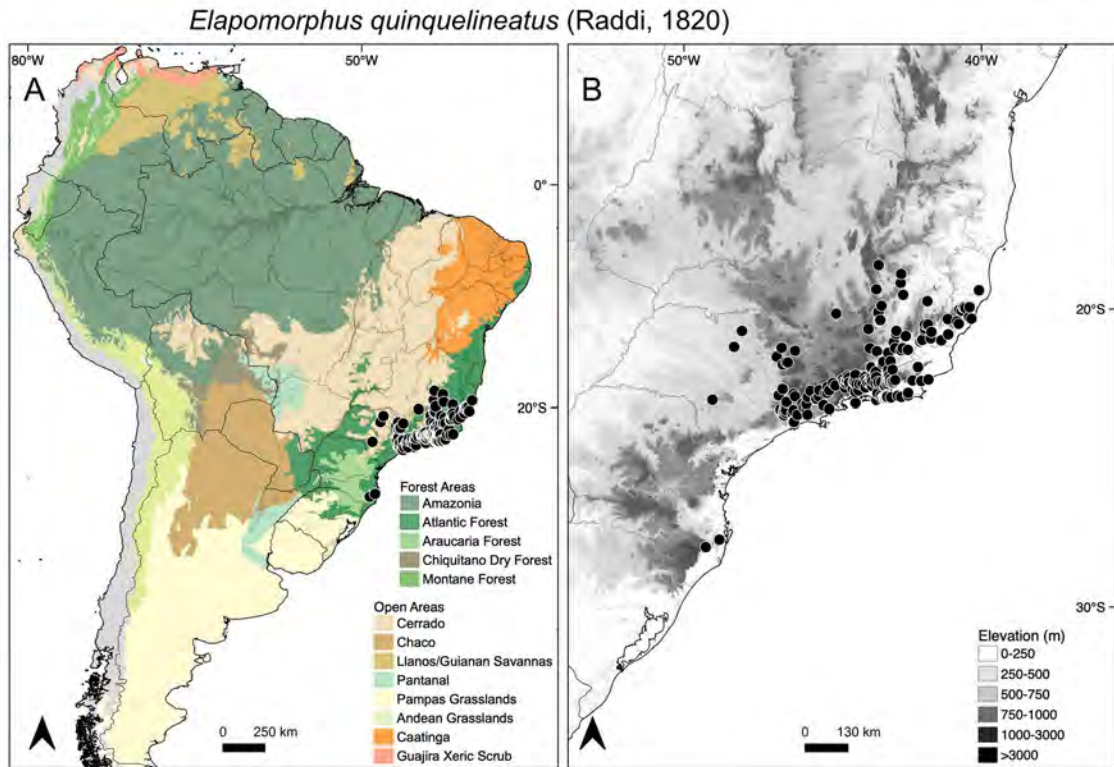 Elapomorphus quinquelineatus (Raddi, 1820)
A
80°W
50°W
0°
20°S
Forest Areas
Amazonia
Atlantic Forest
Araucaria Forest
Chiquitano Dry Forest
Montane Forest
Open Areas
Cerrado
Chaco
Llanos/Guianan Savannas
Pantanal
Pampas Grasslands
Andean Grasslands
Caatinga
Guajira Xeric Scrub
0 250 km
B
50°W
40°W
20°S
30°S
Elevation (m)
0-250
250-500
500-750
750-1000
1000-3000
>3000
0 130 km